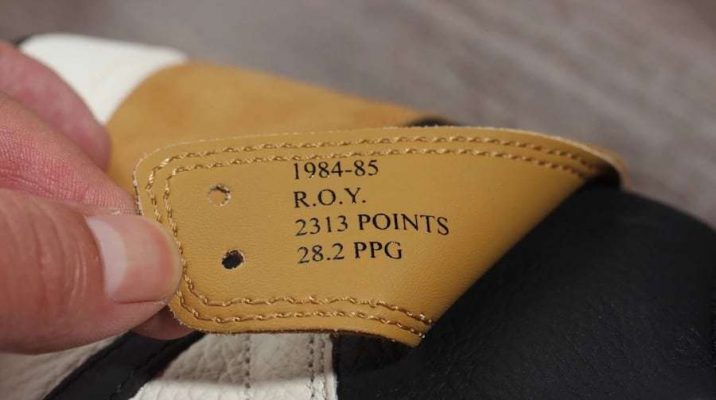 1984-85
R.O.Y.
2313 POINTS
28.2 PPG